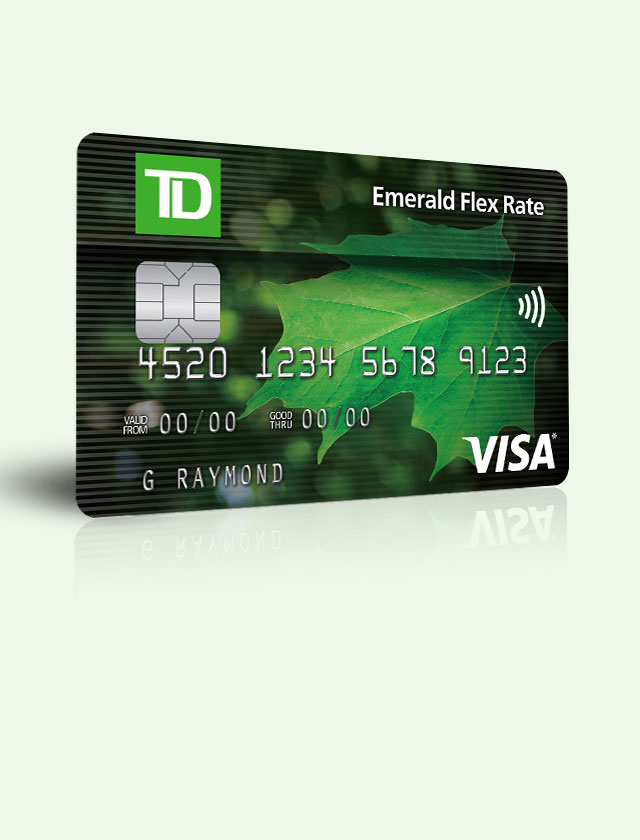 TD
Emerald Flex Rate
4520 1234 5678 9123
VALID FROM 00/00 GOOD THRU 00/00
G RAYMOND
VISA*